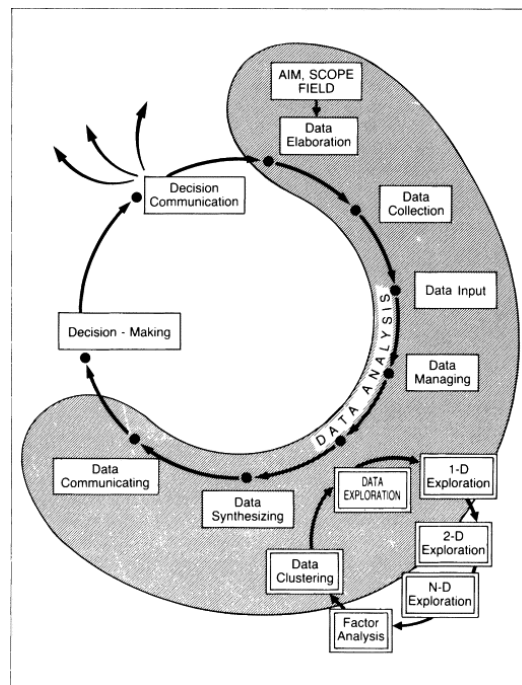 AIM, SCOPE
FIELD
Data
Elaboration
Data
Collection
Data Input
Data
Managing
DATA ANALYSIS
DATA
EXPLORATION
1-D
Exploration
2-D
Exploration
N-D
Exploration
Factor
Analysis
Data
Clustering
Data
Synthesizing
Data
Communicating
Decision - Making
Decision
Communication